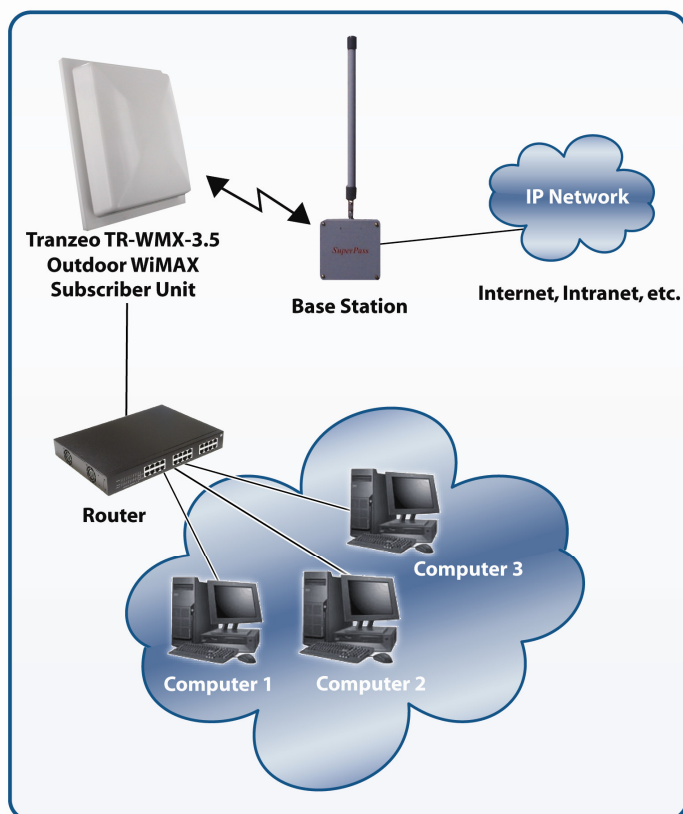 Tranzeo TR-WMX-3.5
Outdoor WiMAX
Subscriber Unit
SuperPass
Base Station
IP Network
Internet, Intranet, etc.
Router
Computer 3
Computer 1
Computer 2